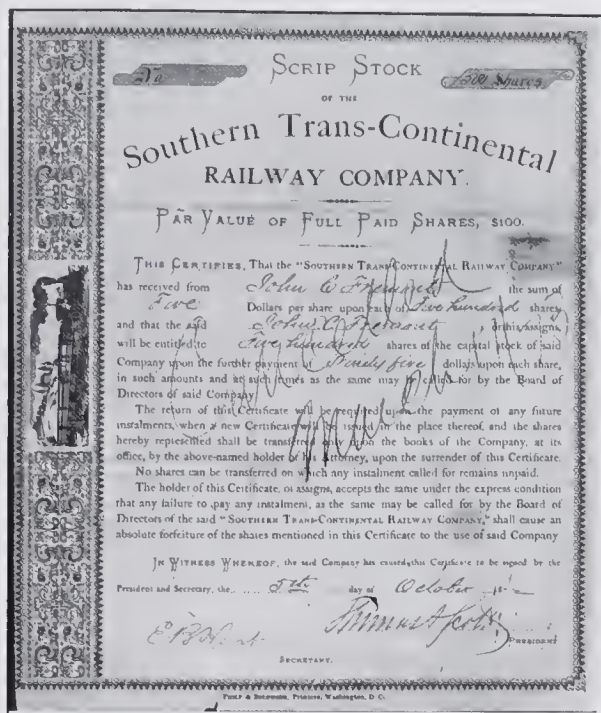 No
SCRIP STOCK
500 Shares
OF THE
Southern Trans-Continental
RAILWAY COMPANY.
PAR VALUE OF FULL PAID SHARES, $100.
THIS CERTIFIES, That the "SOUTHERN TRANS-CONTINENTAL RAILWAY COMPANY"
has received from John C Fremont the sum of
Five Dollars per share upon each of Five hundred shares
and that the said John C Fremont, or his assigns,
will be entitled to Five hundred shares of the capital stock of said
Company upon the further payment of Ninety five dollars upon each share,
in such amounts and at such times as the same may be called for by the Board of
Directors of said Company.
The return of this Certificate will be required upon the payment of any future
instalments, when a new Certificate will be issued in the place thereof, and the shares
hereby represented shall be transferred only upon the books of the Company, at its
office, by the above-named holder or his Attorney, upon the surrender of this Certificate.
No shares can be transferred on which any instalment called for remains unpaid.
The holder of this Certificate, or assigns, accepts the same under the express condition
that any failure to pay any instalment, as the same may be called for by the Board of
Directors of the said "SOUTHERN TRANS-CONTINENTAL RAILWAY COMPANY," shall cause an
absolute forfeiture of the shares mentioned in this Certificate to the use of said Company
IN WITNESS WHEREOF, the said Company has caused this Certificate to be signed by the
President and Secretary, the 5th day of October 18
Thomas A Scott
PRESIDENT
SECRETARY.
Printers, Washington, D. C.